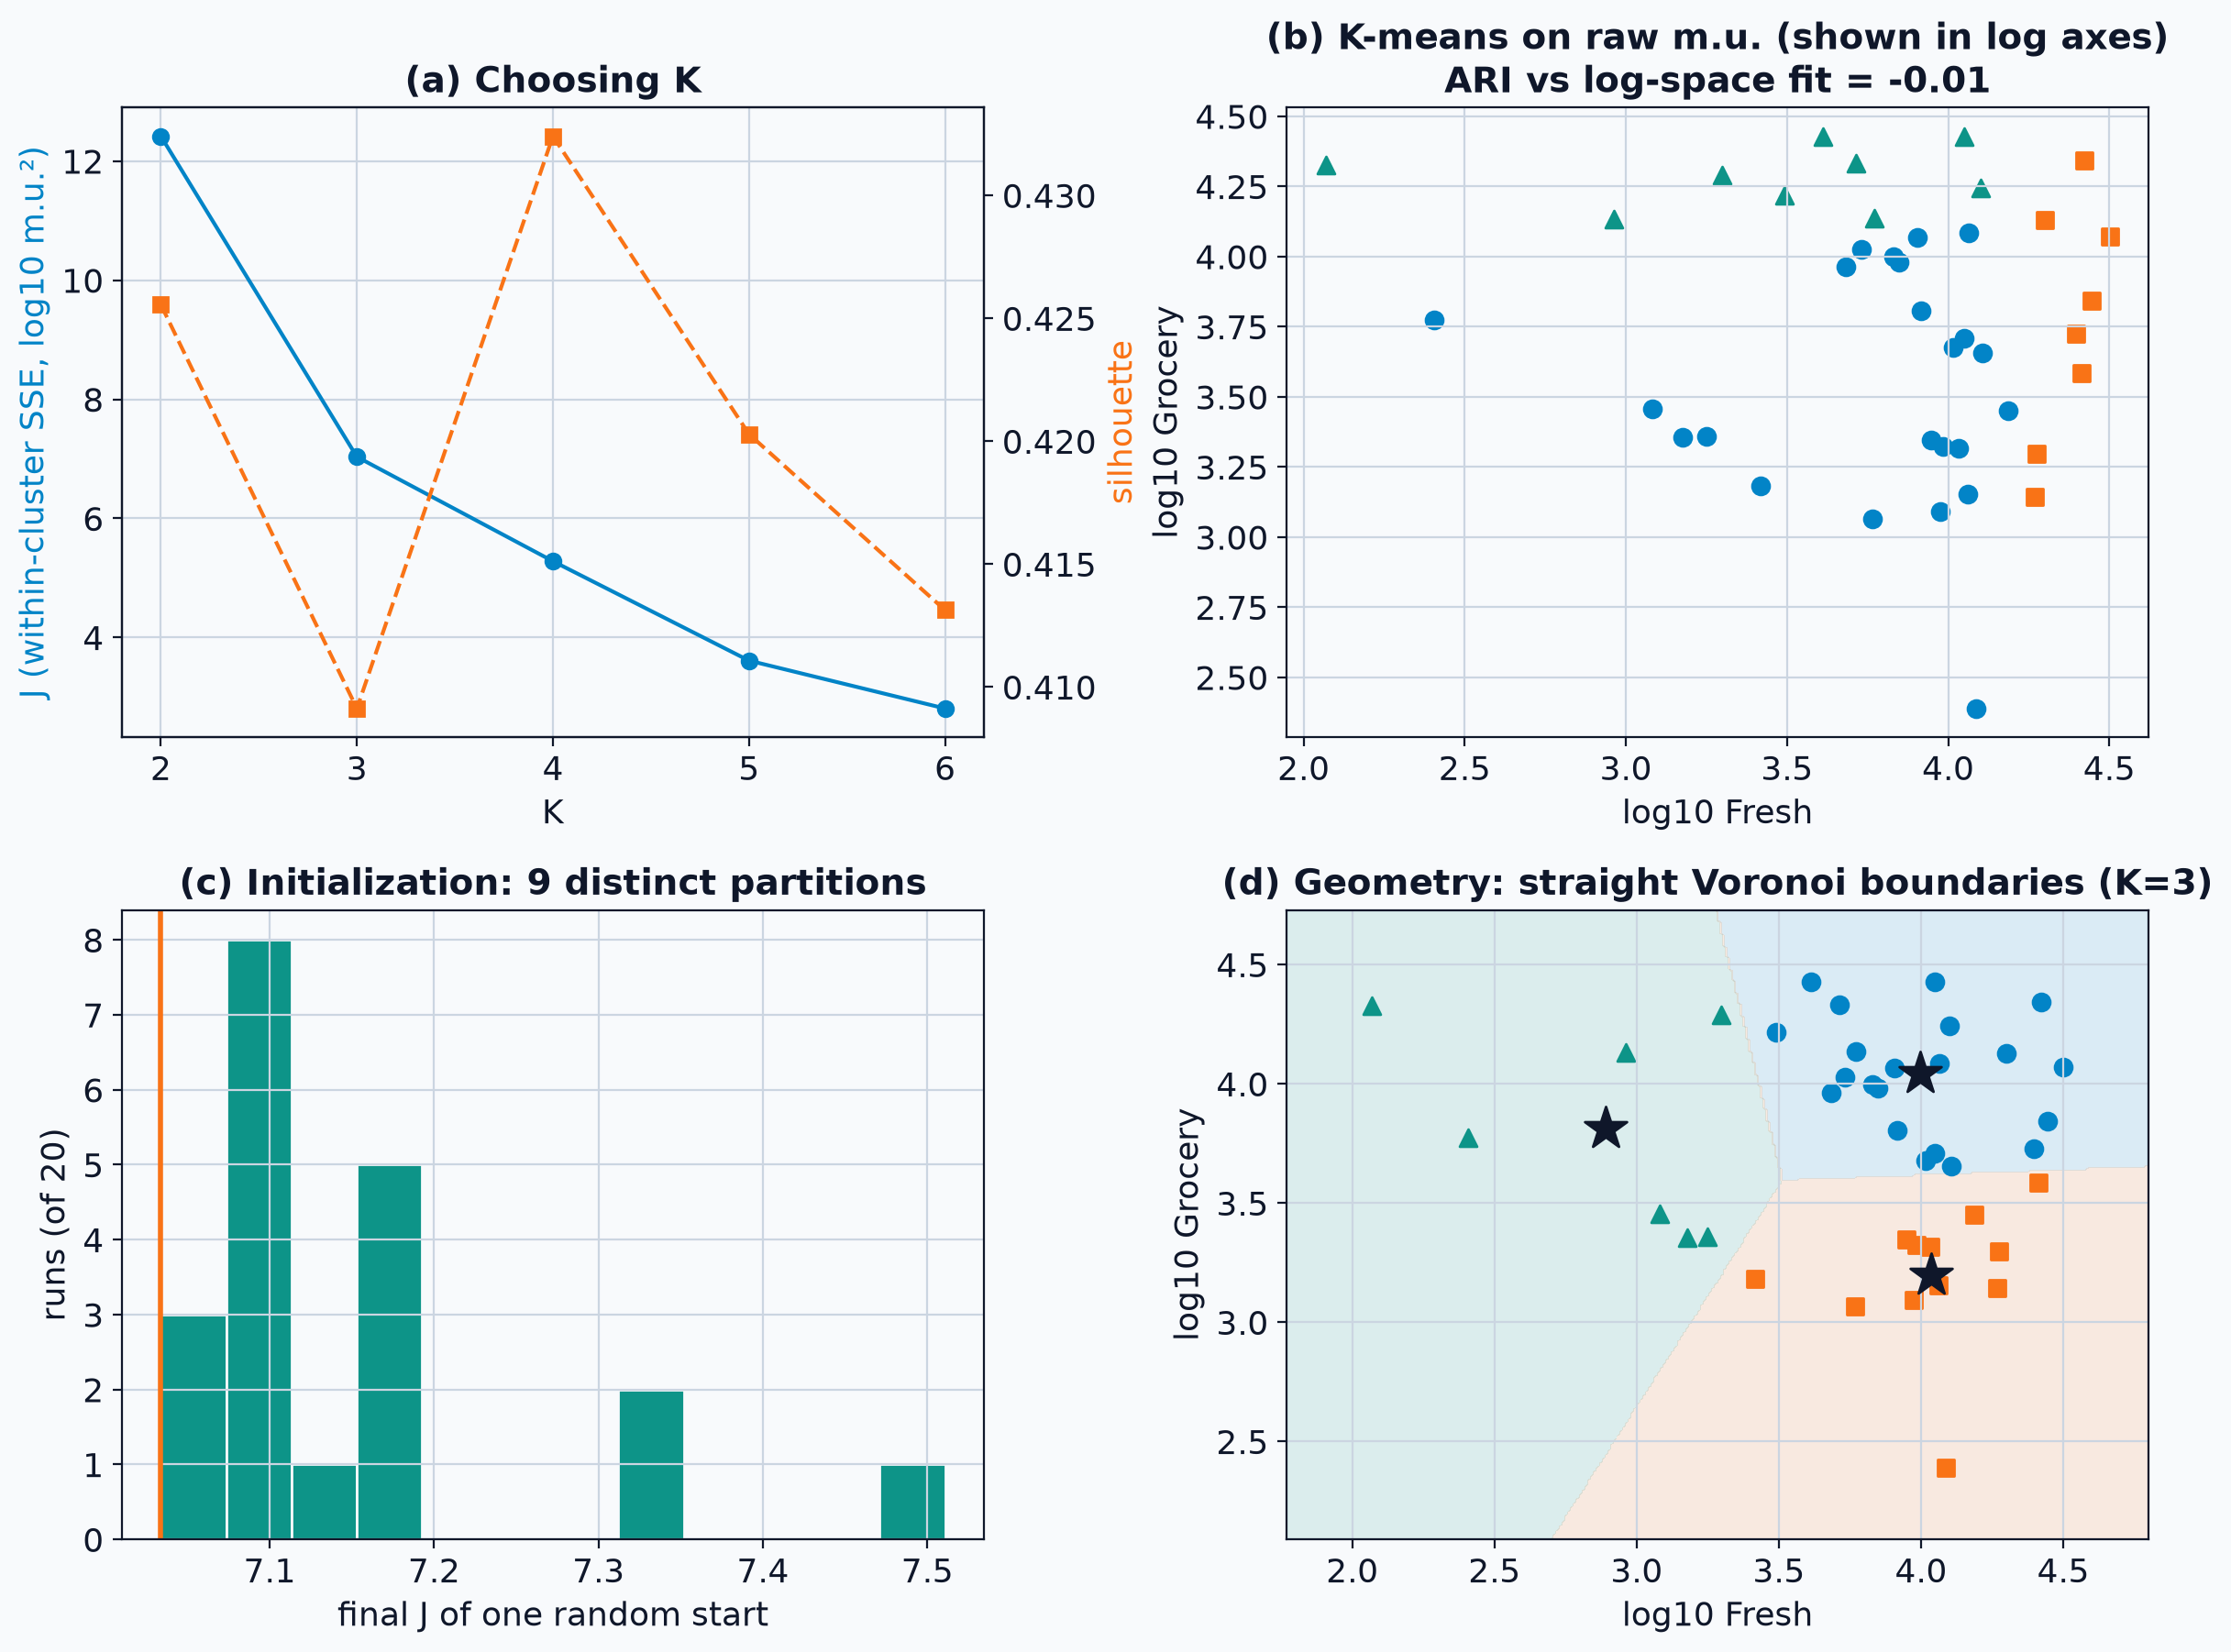 (a) Choosing K
J (within-cluster SSE, log10 m.u.²)
12
10
8
6
4
0.430
0.425
0.420
0.415
0.410
silhouette
2 3 4 5 6
K
(b) K-means on raw m.u. (shown in log axes)
ARI vs log-space fit = -0.01
log10 Grocery
4.50
4.25
4.00
3.75
3.50
3.25
3.00
2.75
2.50
2.0 2.5 3.0 3.5 4.0 4.5
log10 Fresh
(c) Initialization: 9 distinct partitions
runs (of 20)
8
7
6
5
4
3
2
1
0
7.1 7.2 7.3 7.4 7.5
final J of one random start
(d) Geometry: straight Voronoi boundaries (K=3)
log10 Grocery
4.5
4.0
3.5
3.0
2.5
2.0 2.5 3.0 3.5 4.0 4.5
log10 Fresh